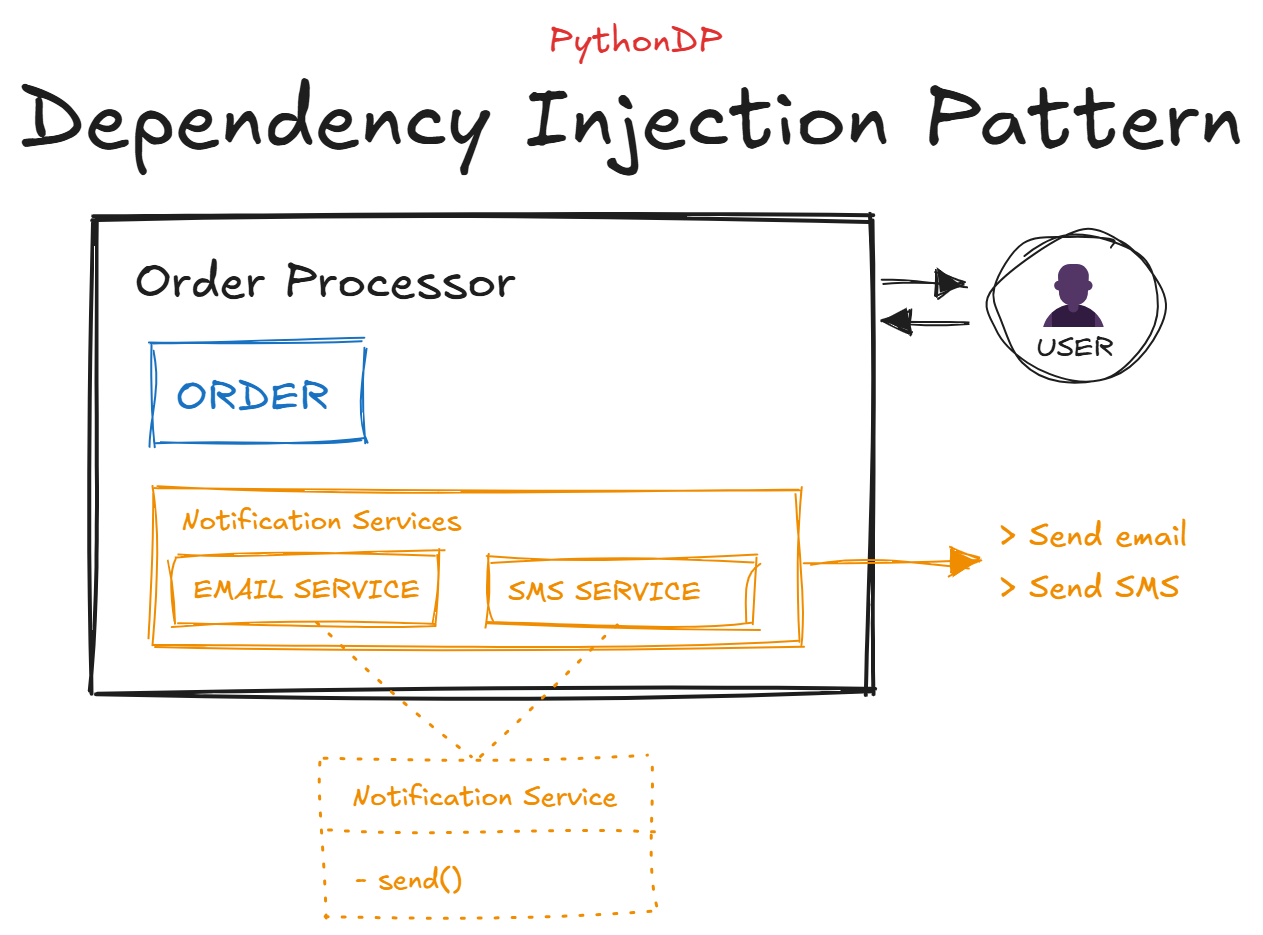 PythonDP
Dependency Injection Pattern
Order Processor
USER
ORDER
Notification Services
EMAIL SERVICE
SMS SERVICE
> Send email
> Send SMS
Notification Service
- send()